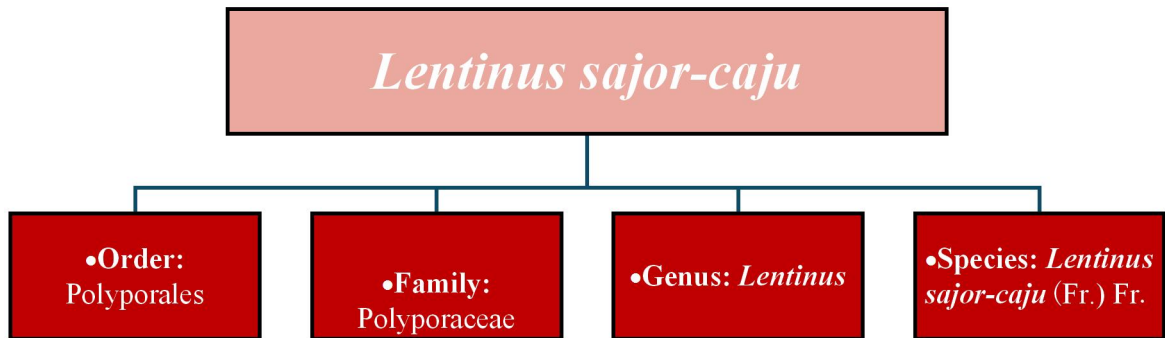 Lentinus sajor-caju
•Order:
Polyporales
•Family:
Polyporaceae
•Genus: Lentinus
•Species: Lentinus
sajor-caju (Fr.) Fr.